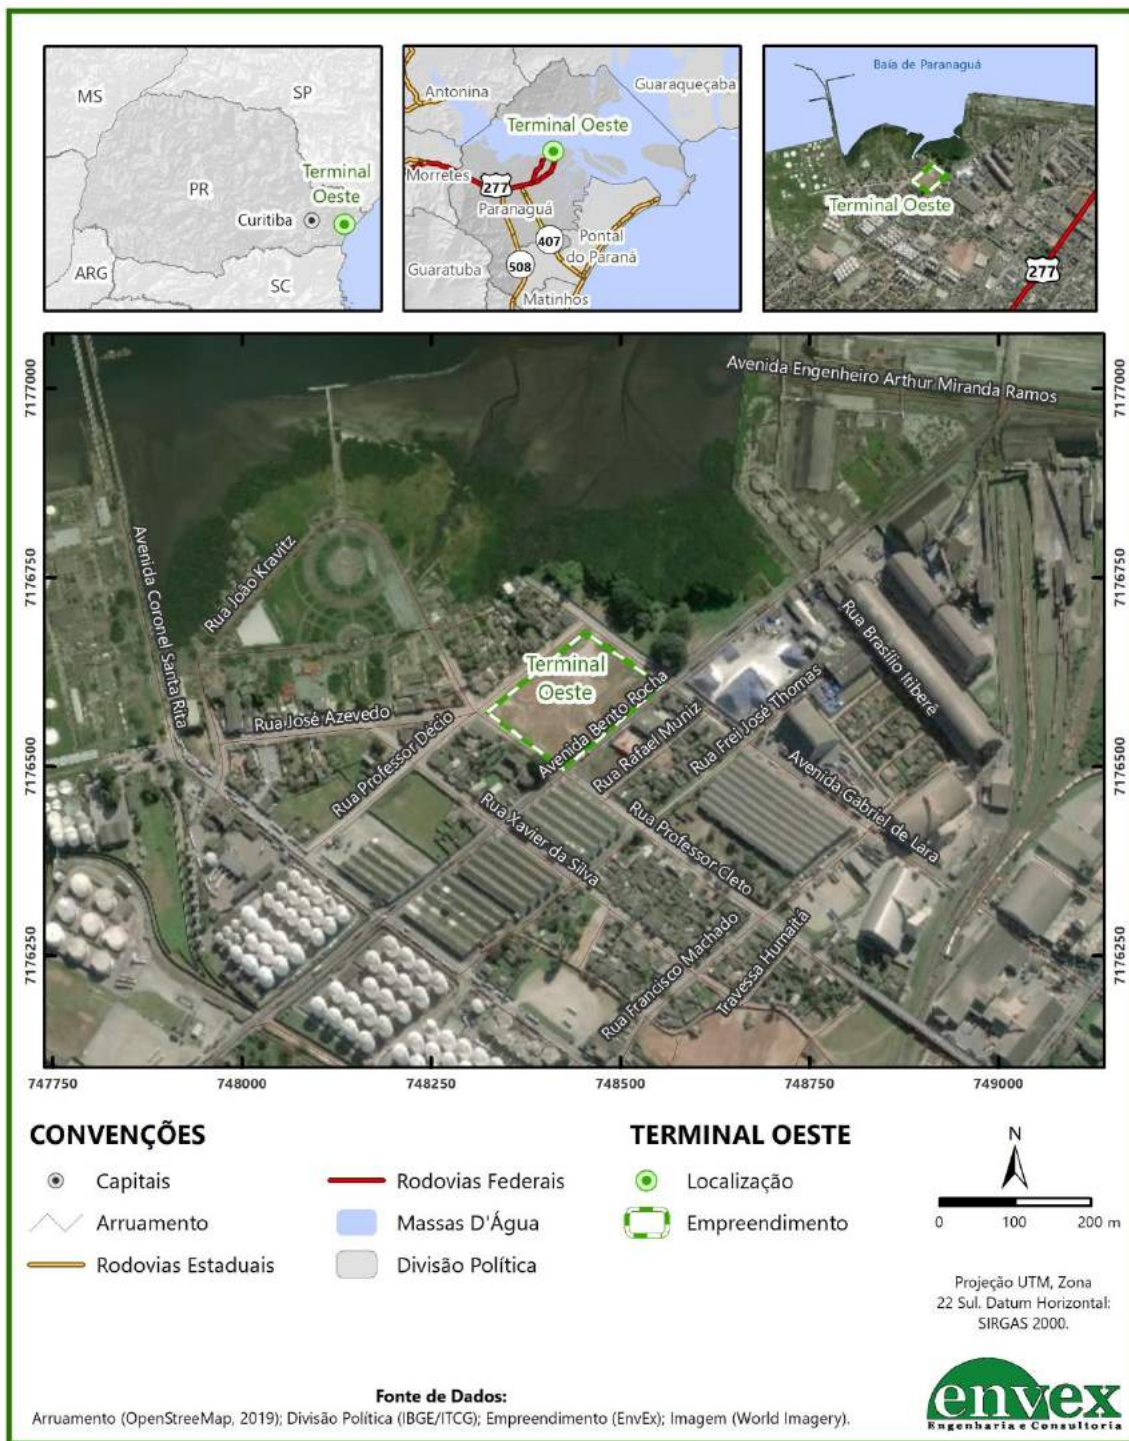 MS
SP
PR
Terminal
Oeste
Curitiba
ARG
SC
Antonina
Guaraqueçaba
Terminal Oeste
Morretes
277
Paranaguá
407
Pontal
do Paraná
Guaratuba
508
Matinhos
Baía de Paranaguá
Terminal Oeste
277
7177000
7176750
7176500
7176250
Avenida Engenheiro Arthur Miranda Ramos
Avenida Coronel Santa Rita
Rua João Kravitz
Rua José Azevedo
Rua Professor Décio
Terminal
Oeste
Avenida Bento Rocha
Rua Rafael Muniz
Rua Frei José Thomas
Rua Brasílio Itiberê
Avenida Gabriel de Lara
Rua Xavier da Silva
Rua Professor Cleto
Rua Francisco Machado
Travessa Humaitá
7177000
7176750
7176500
7176250
747750 748000 748250 748500 748750 749000
CONVENÇÕES
Capitais
Arruamento
Rodovias Estaduais
Rodovias Federais
Massas D'Água
Divisão Política
TERMINAL OESTE
Localização
Empreendimento
N
0 100 200 m
Projeção UTM, Zona
22 Sul. Datum Horizontal:
SIRGAS 2000.
Fonte de Dados:
Arruamento (OpenStreeMap, 2019); Divisão Política (IBGE/ITCG); Empreendimento (EnvEx); Imagem (World Imagery).
envex
Engenharia e Consultoria